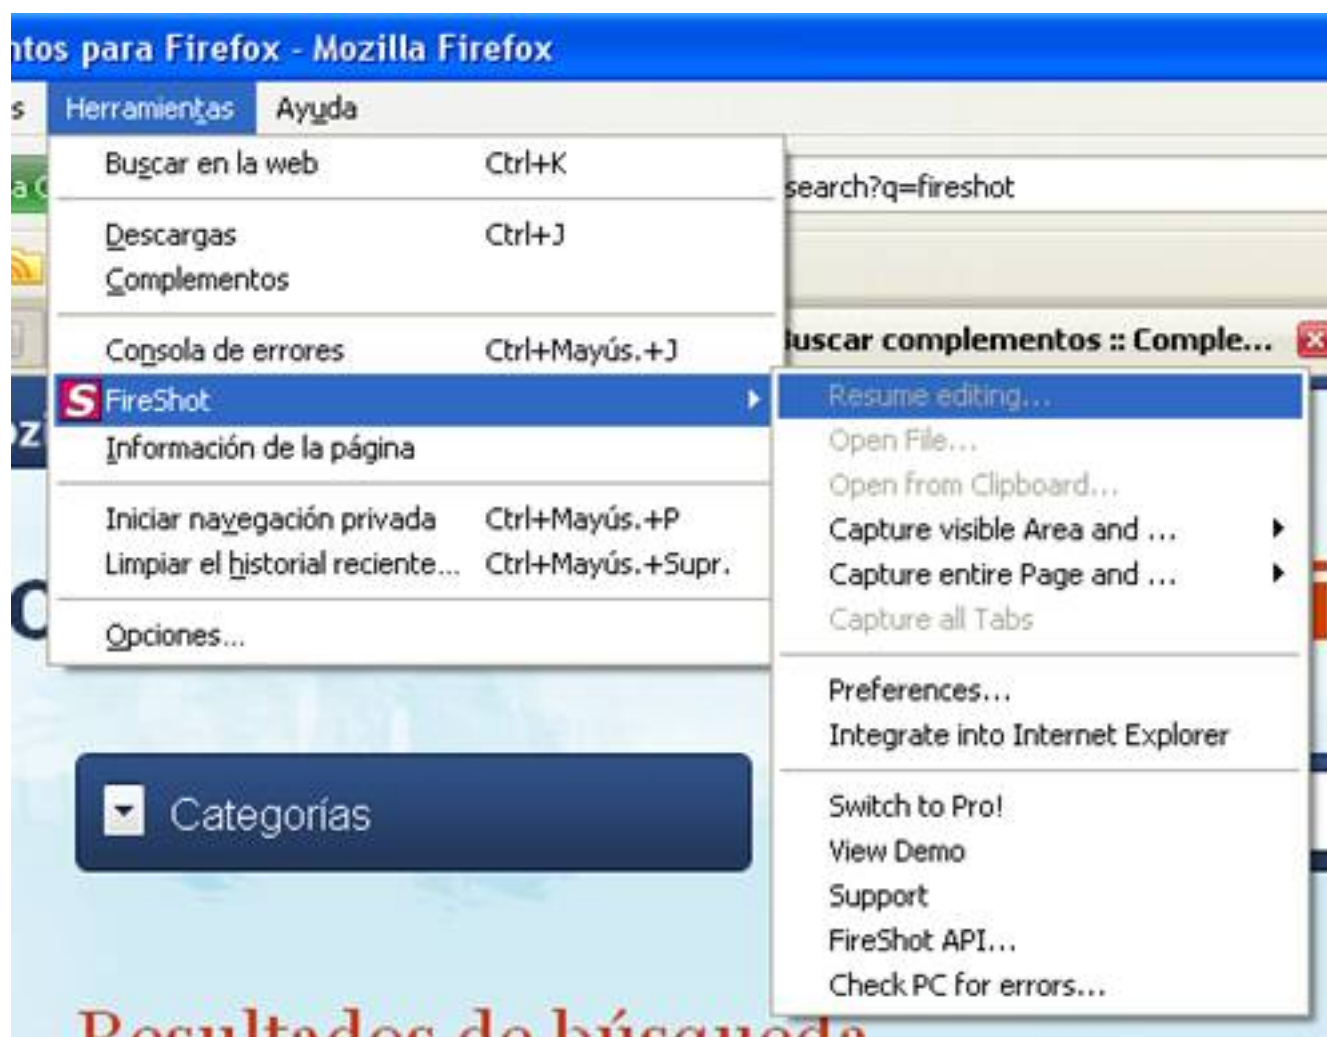 para Firefox - Mozilla Firefox
Herramientas Ayuda
Buscar en la web Ctrl+K
search?q=fireshot
Descargas Ctrl+J
Complementos
Consola de errores Ctrl+Mayús.+J
complementos :: Comple...
FireShot
Resume editing...
Open File...
Información de la página
Open from Clipboard...
Iniciar navegación privada Ctrl+Mayús.+P
Capture visible Area and ...
Limpiar el historial reciente... Ctrl+Mayús.+Supr.
Capture entire Page and ...
Capture all Tabs
Opciones...
Preferences...
Integrate into Internet Explorer
Categorías
Switch to Pro!
View Demo
Support
FireShot API...
Check PC for errors...
Resultados de búsqueda